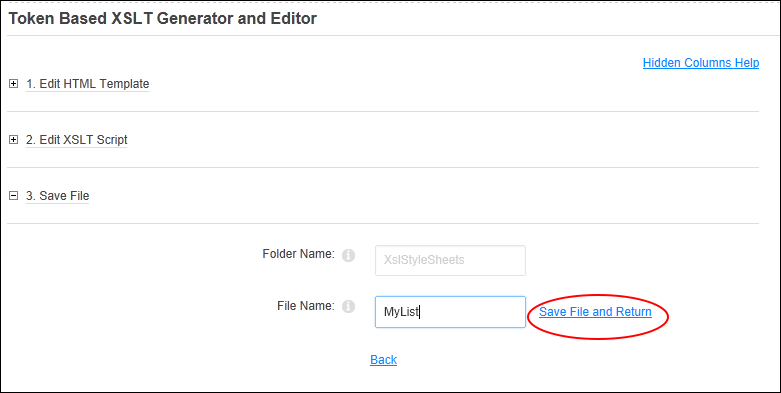 Token Based XSLT Generator and Editor
Hidden Columns Help
1. Edit HTML Template
2. Edit XSLT Script
3. Save File
Folder Name: XslStyleSheets
File Name: MyList Save File and Return
Back